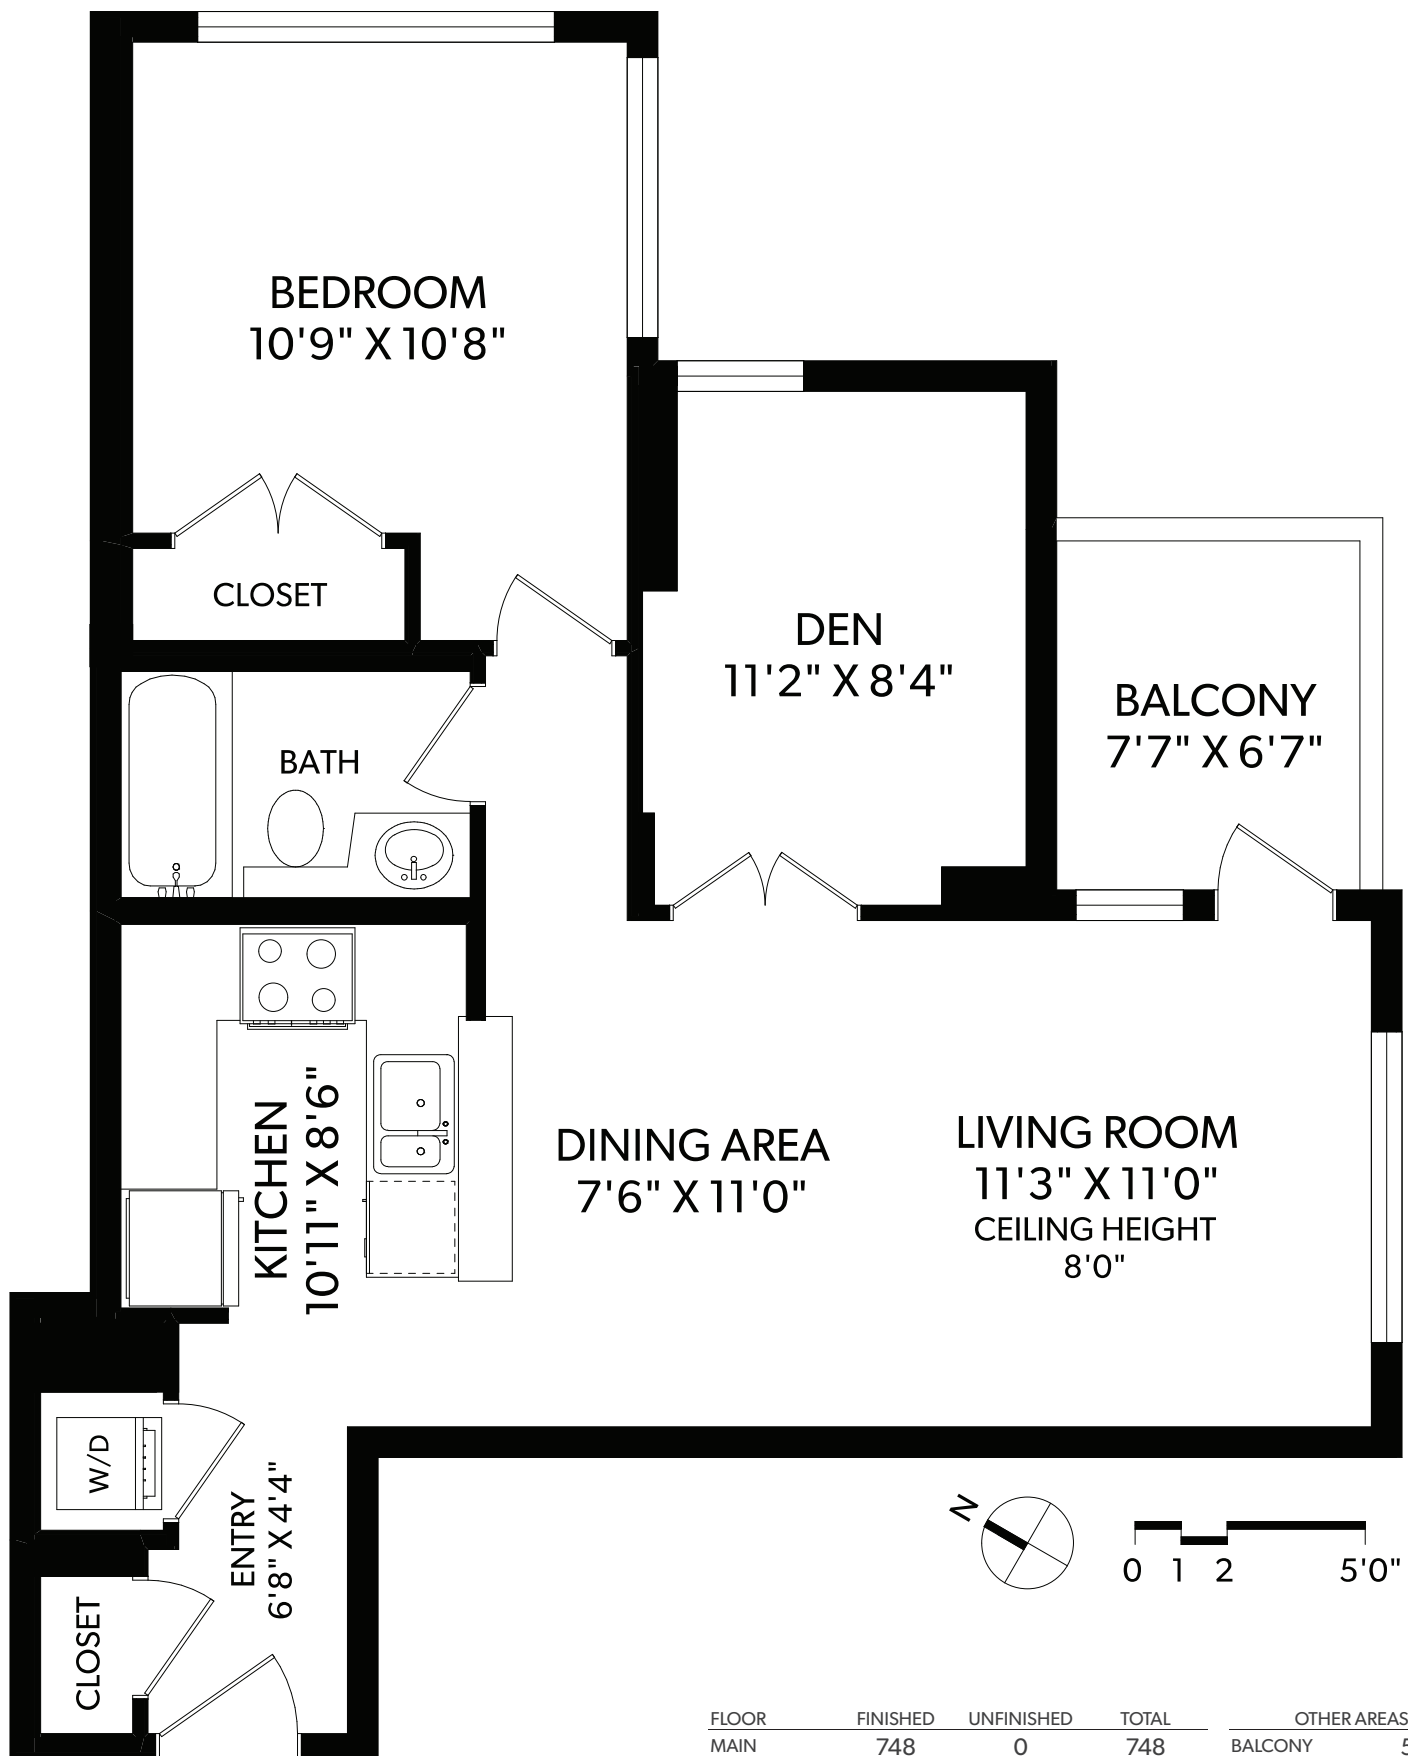 BEDROOM
10'9" X 10'8"
CLOSET
DEN
11'2" X 8'4"
BALCONY
7'7" X 6'7"
BATH
KITCHEN
10'11" X 8'6"
DINING AREA
7'6" X 11'0"
LIVING ROOM
11'3" X 11'0"
CEILING HEIGHT
8'0"
W/D
ENTRY
6'8" X 4'4"
CLOSET
N
0 1 2 5'0"
FLOOR FINISHED UNFINISHED TOTAL OTHER AREAS
MAIN 748 0 748 BALCONY